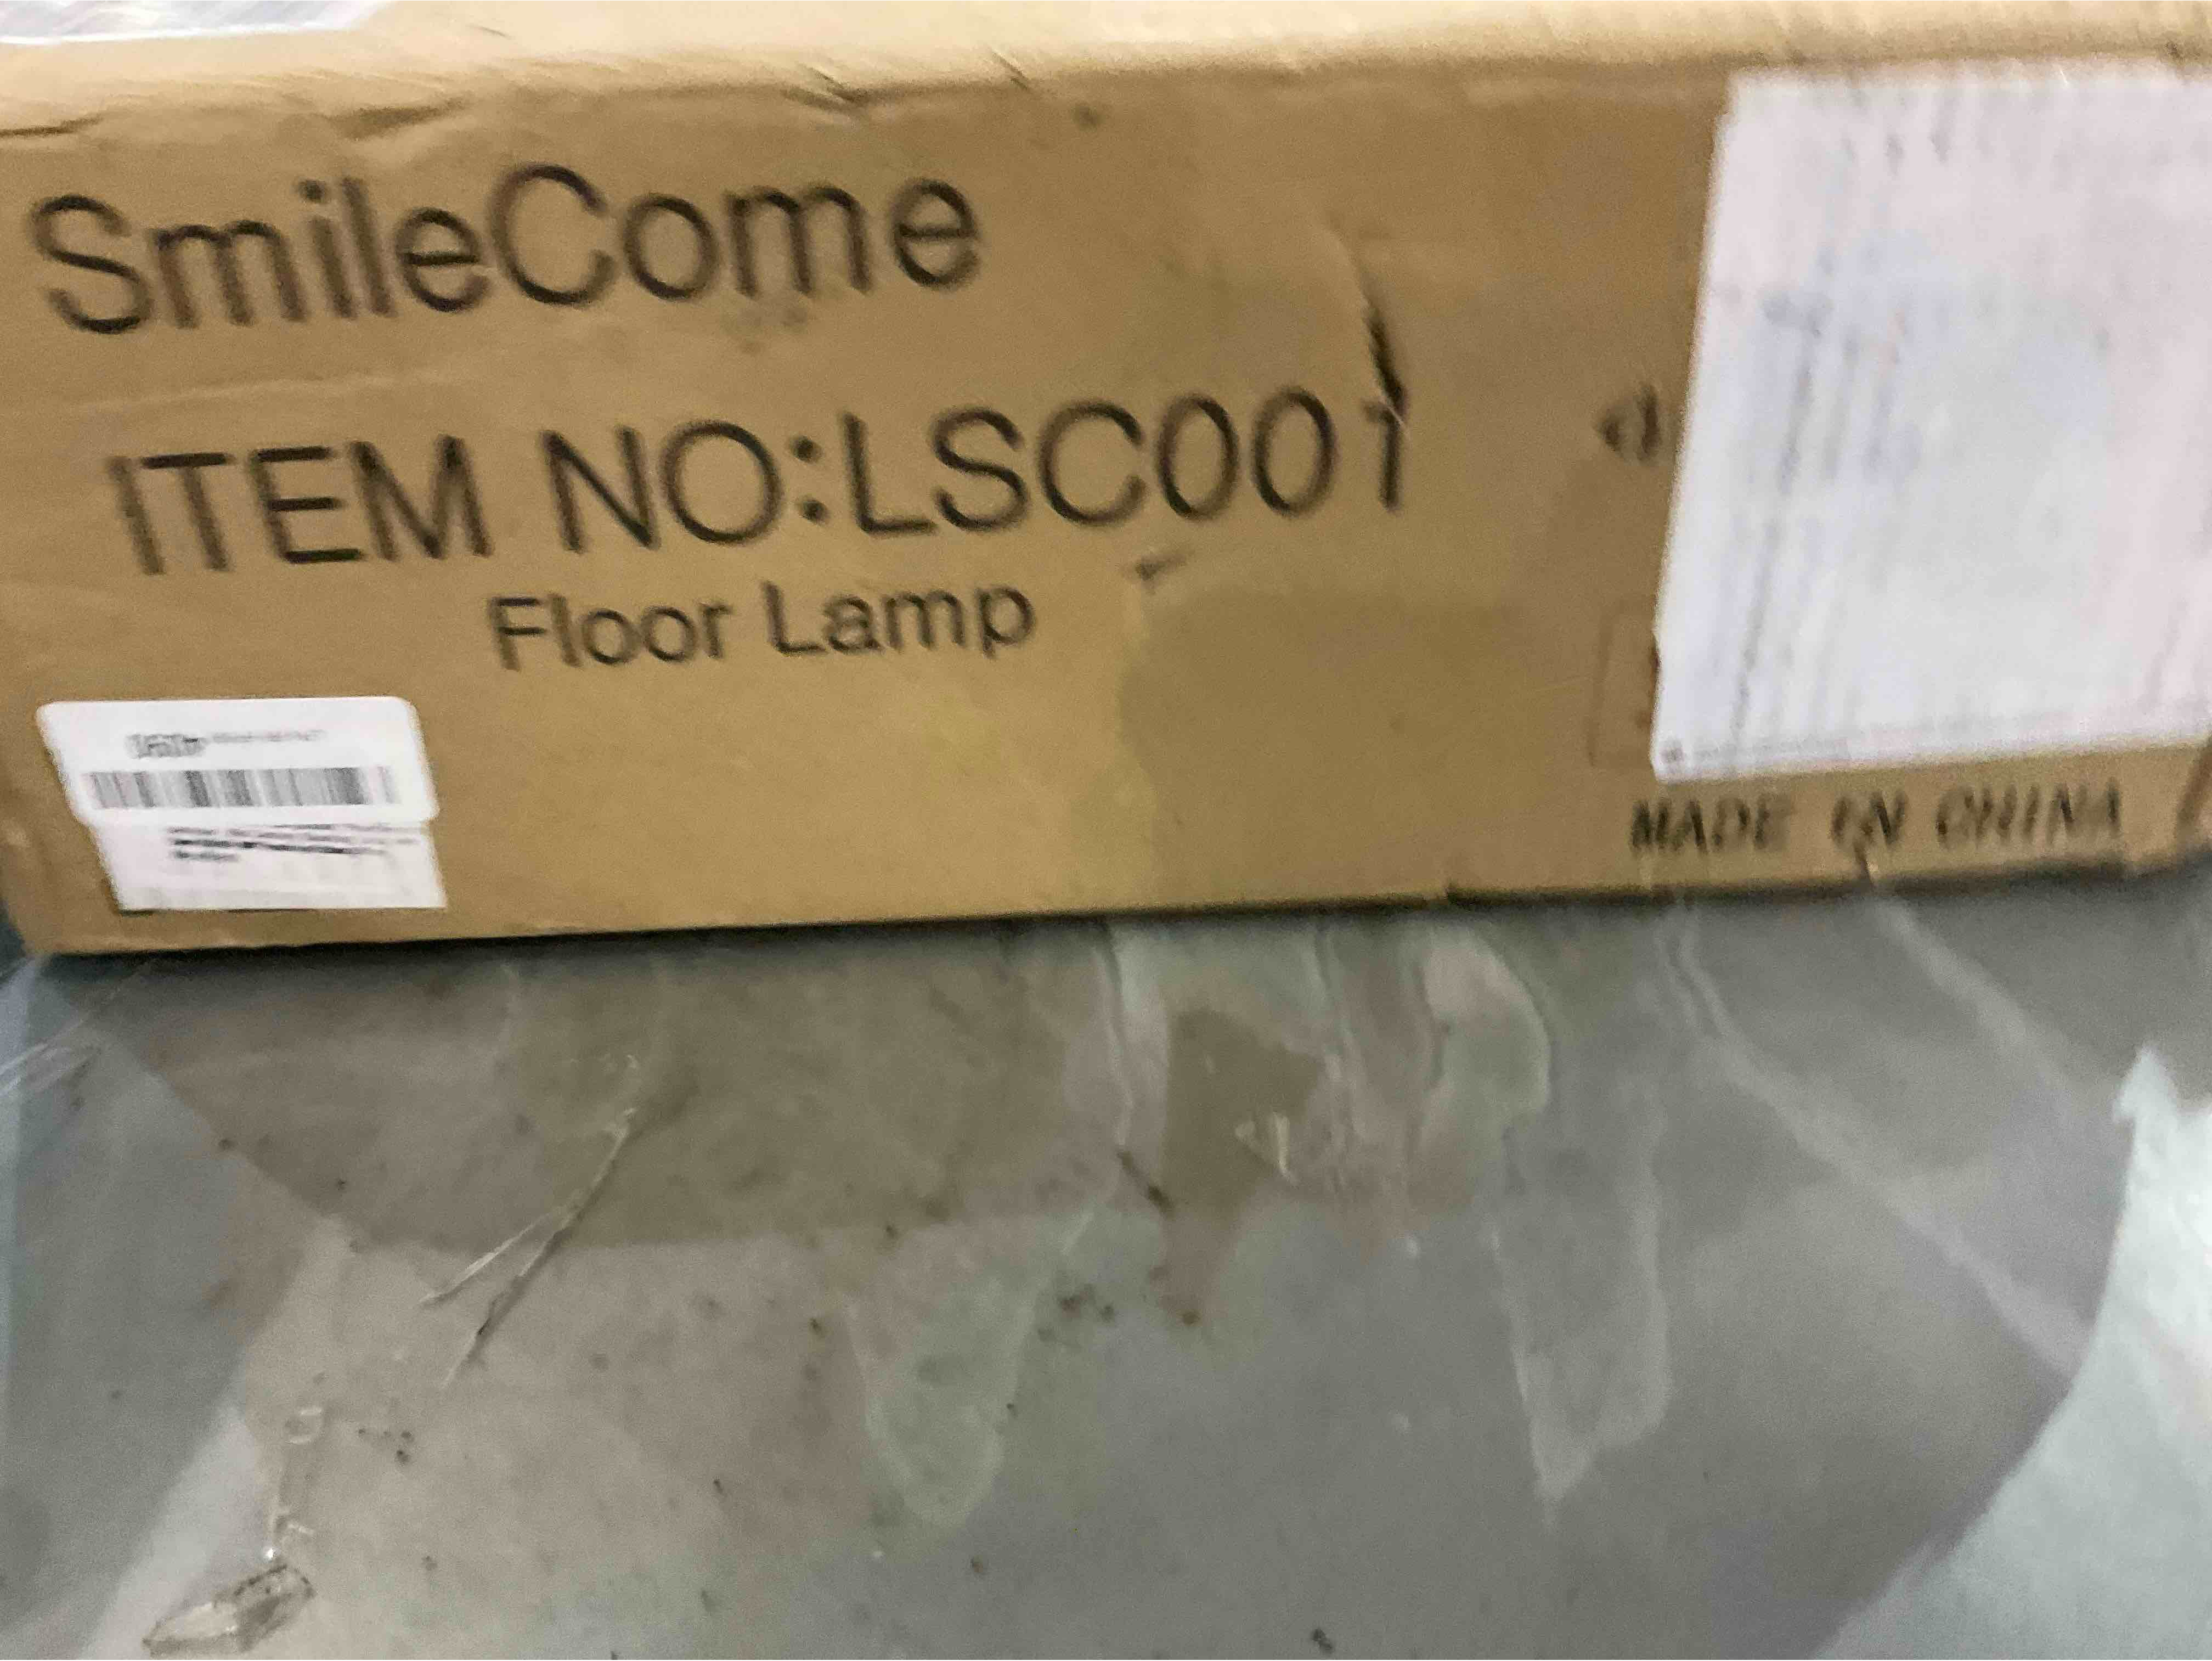 SmileCome
ITEM NO:LSC001
Floor Lamp
MADE IN CHINA